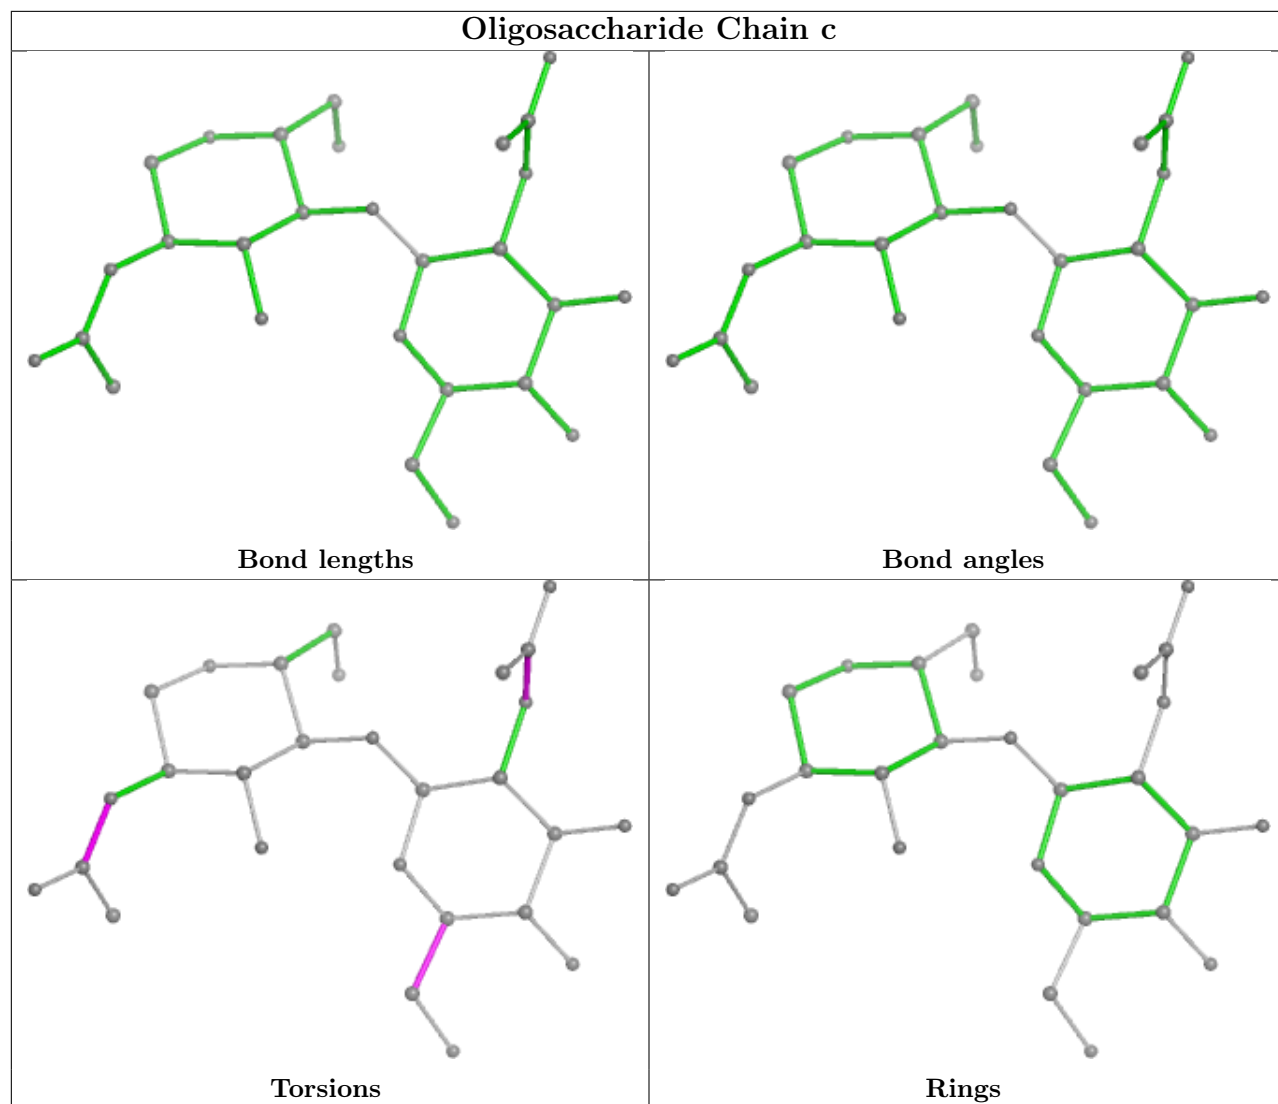 Oligosaccharide Chain c
Bond lengths
Bond angles
Torsions
Rings